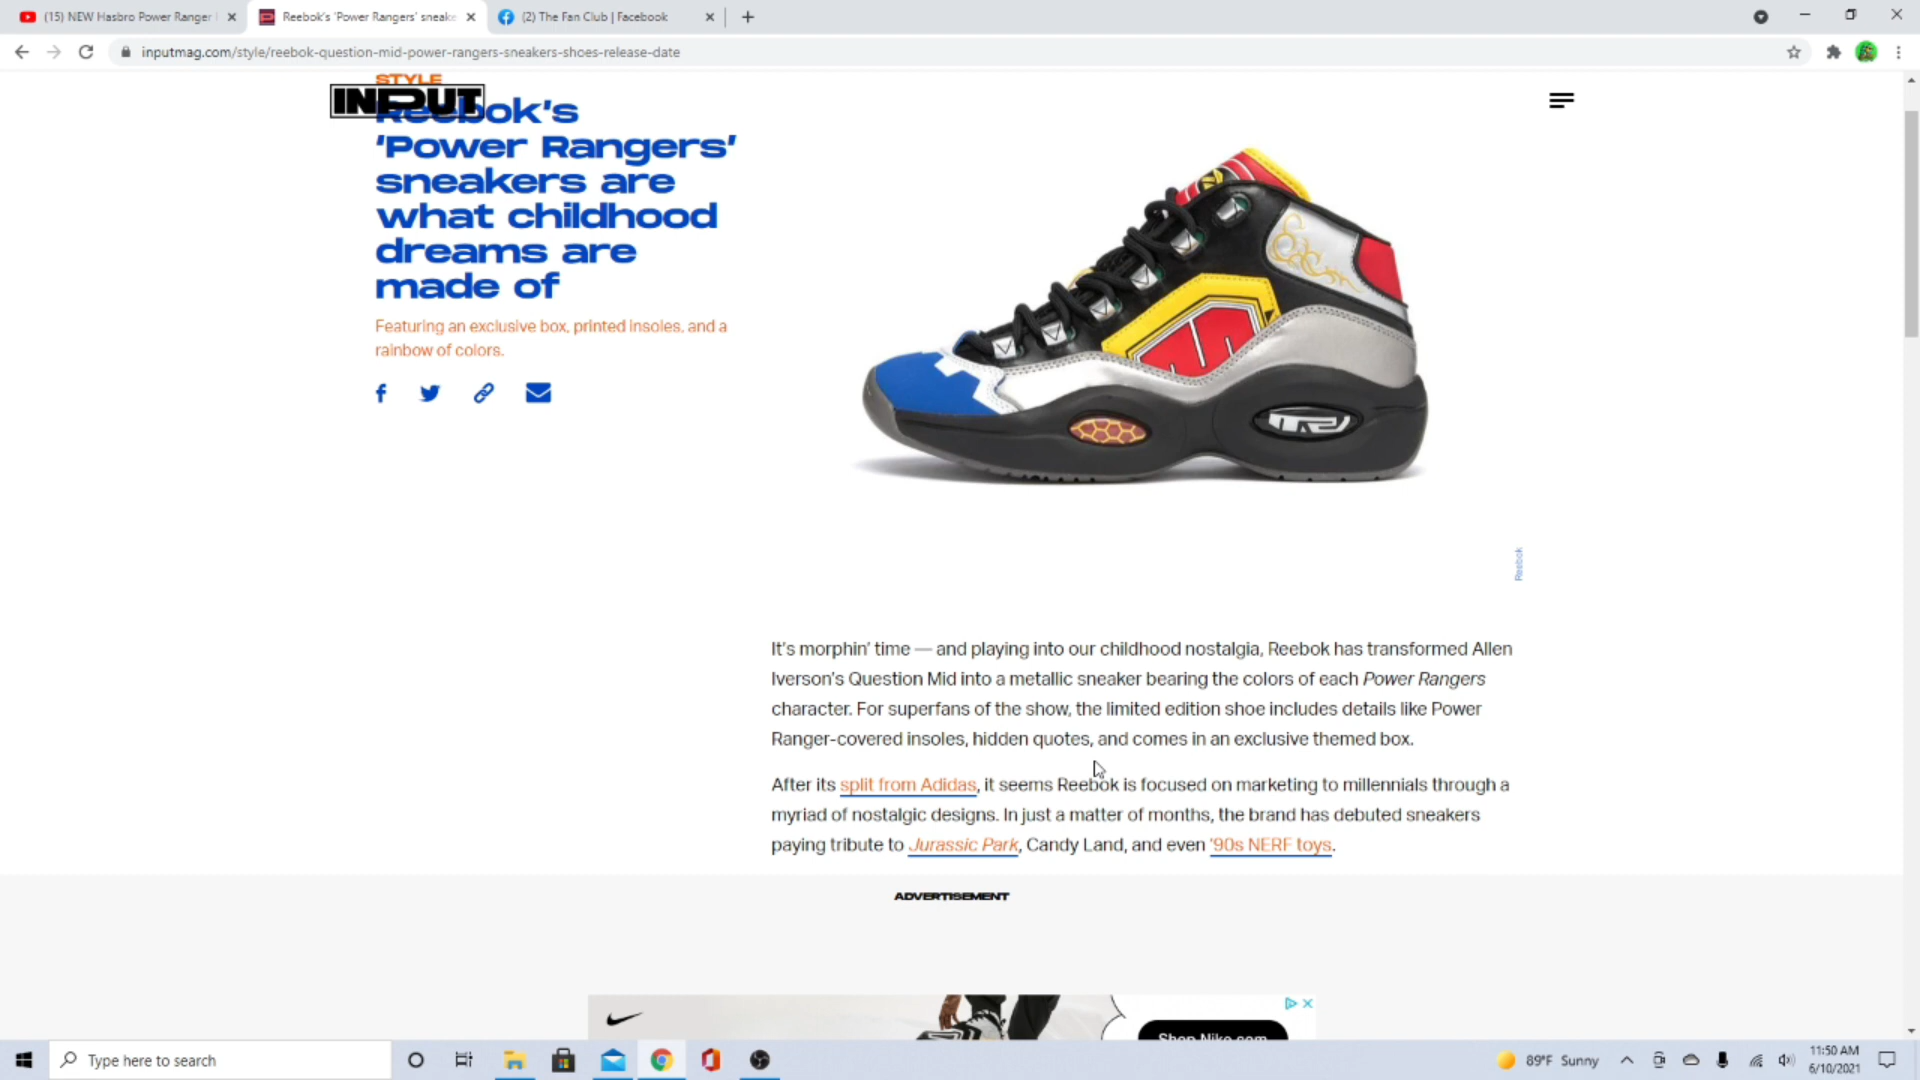 (15) NEW Hasbro Power Ranger
Reebok's 'Power Rangers' sneake
(2) The Fan Club | Facebook
inputmag.com/style/reebok-question-mid-power-rangers-sneakers-shoes-release-date
STYLE
INPUT
Reebok's
'Power Rangers'
sneakers are
what childhood
dreams are
made of
Featuring an exclusive box, printed insoles, and a
rainbow of colors.
Reebok
It's morphin' time — and playing into our childhood nostalgia, Reebok has transformed Allen
Iverson's Question Mid into a metallic sneaker bearing the colors of each Power Rangers
character. For superfans of the show, the limited edition shoe includes details like Power
Ranger-covered insoles, hidden quotes, and comes in an exclusive themed box.
After its split from Adidas, it seems Reebok is focused on marketing to millennials through a
myriad of nostalgic designs. In just a matter of months, the brand has debuted sneakers
paying tribute to Jurassic Park, Candy Land, and even '90s NERF toys.
ADVERTISEMENT
Shop Nike.com
Type here to search
89°F Sunny
11:50 AM
6/10/2021